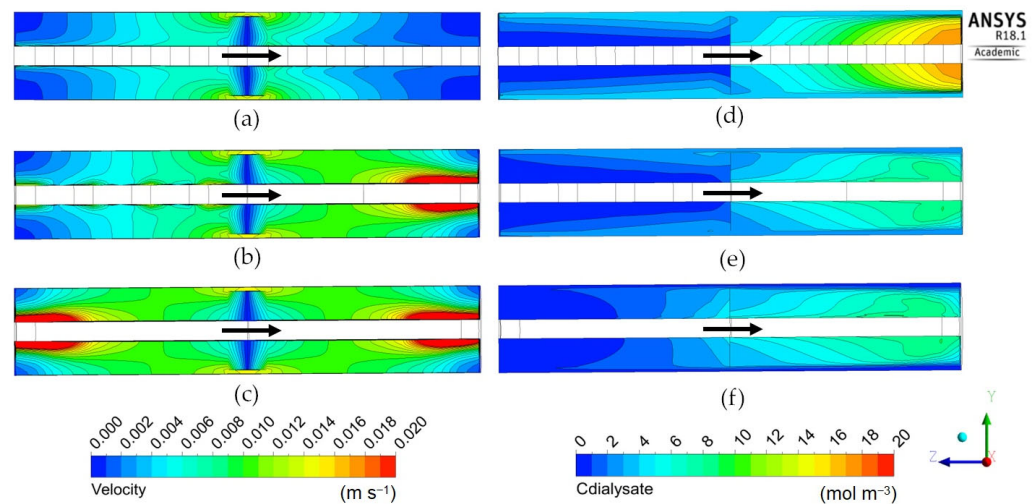 ANSYS
R18.1
Academic
(a)
(d)
(b)
(e)
(c)
(f)
0.000
0.002
0.004
0.006
0.008
0.010
0.012
0.014
0.016
0.018
0.020
Velocity
(m s⁻¹)
0
2
4
6
8
10
12
14
16
18
20
Cdialysate
(mol m⁻³)
Y
Z
X